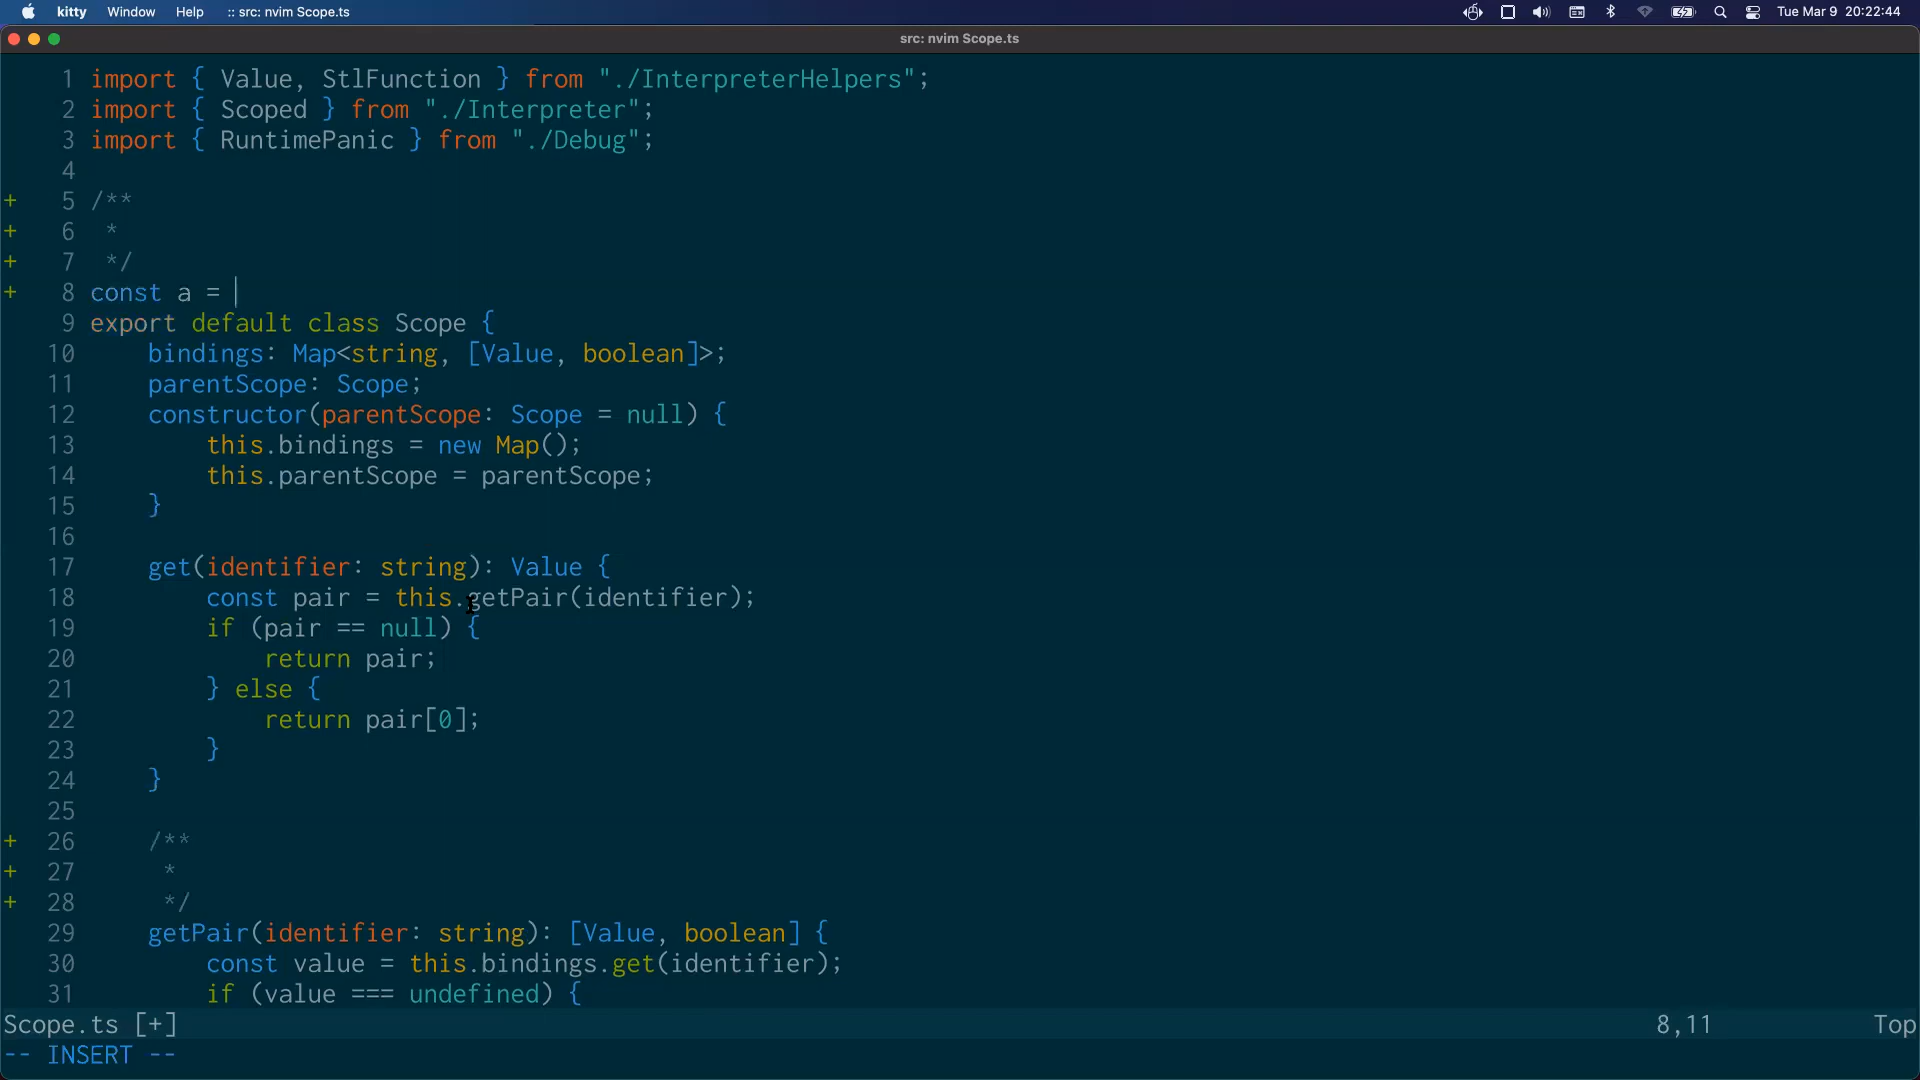 kitty Window Help :: src: nvim Scope.ts Tue Mar 9 20:22:44
src: nvim Scope.ts
1 import { Value, StlFunction } from "./InterpreterHelpers";
2 import { Scoped } from "./Interpreter";
3 import { RuntimePanic } from "./Debug";
4
+ 5 /**
+ 6  *
+ 7  */
+ 8 const a = 
9 export default class Scope {
10     bindings: Map<string, [Value, boolean]>;
11     parentScope: Scope;
12     constructor(parentScope: Scope = null) {
13         this.bindings = new Map();
14         this.parentScope = parentScope;
15     }
16
17     get(identifier: string): Value {
18         const pair = this.getPair(identifier);
19         if (pair == null) {
20             return pair;
21         } else {
22             return pair[0];
23         }
24     }
25
+ 26     /**
+ 27      *
+ 28      */
29     getPair(identifier: string): [Value, boolean] {
30         const value = this.bindings.get(identifier);
31         if (value === undefined) {
Scope.ts [+] 8,11 Top
-- INSERT --